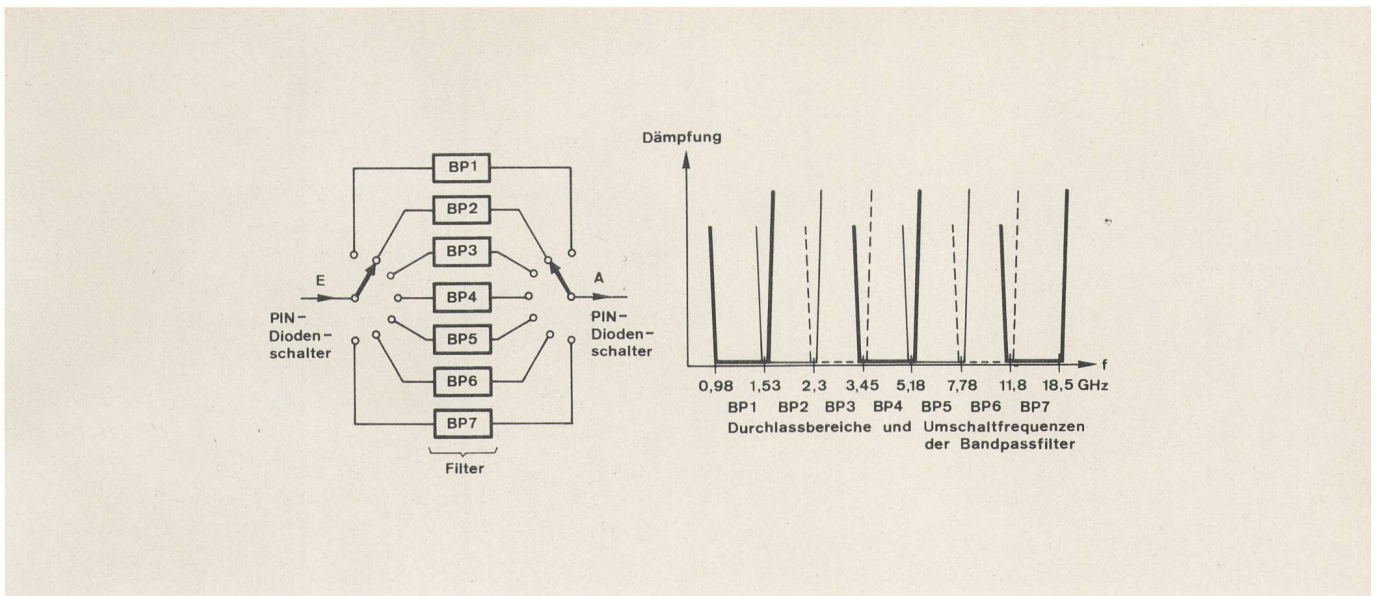 BP1
BP2
BP3
BP4
BP5
BP6
BP7
E
A
PIN-
Dioden-
schalter
PIN-
Dioden-
schalter
Filter
Dämpfung
f
0,98 1,53 2,3 3,45 5,18 7,78 11,8 18,5 GHz
BP1 BP2 BP3 BP4 BP5 BP6 BP7
Durchlassbereiche und Umschaltfrequenzen
der Bandpassfilter